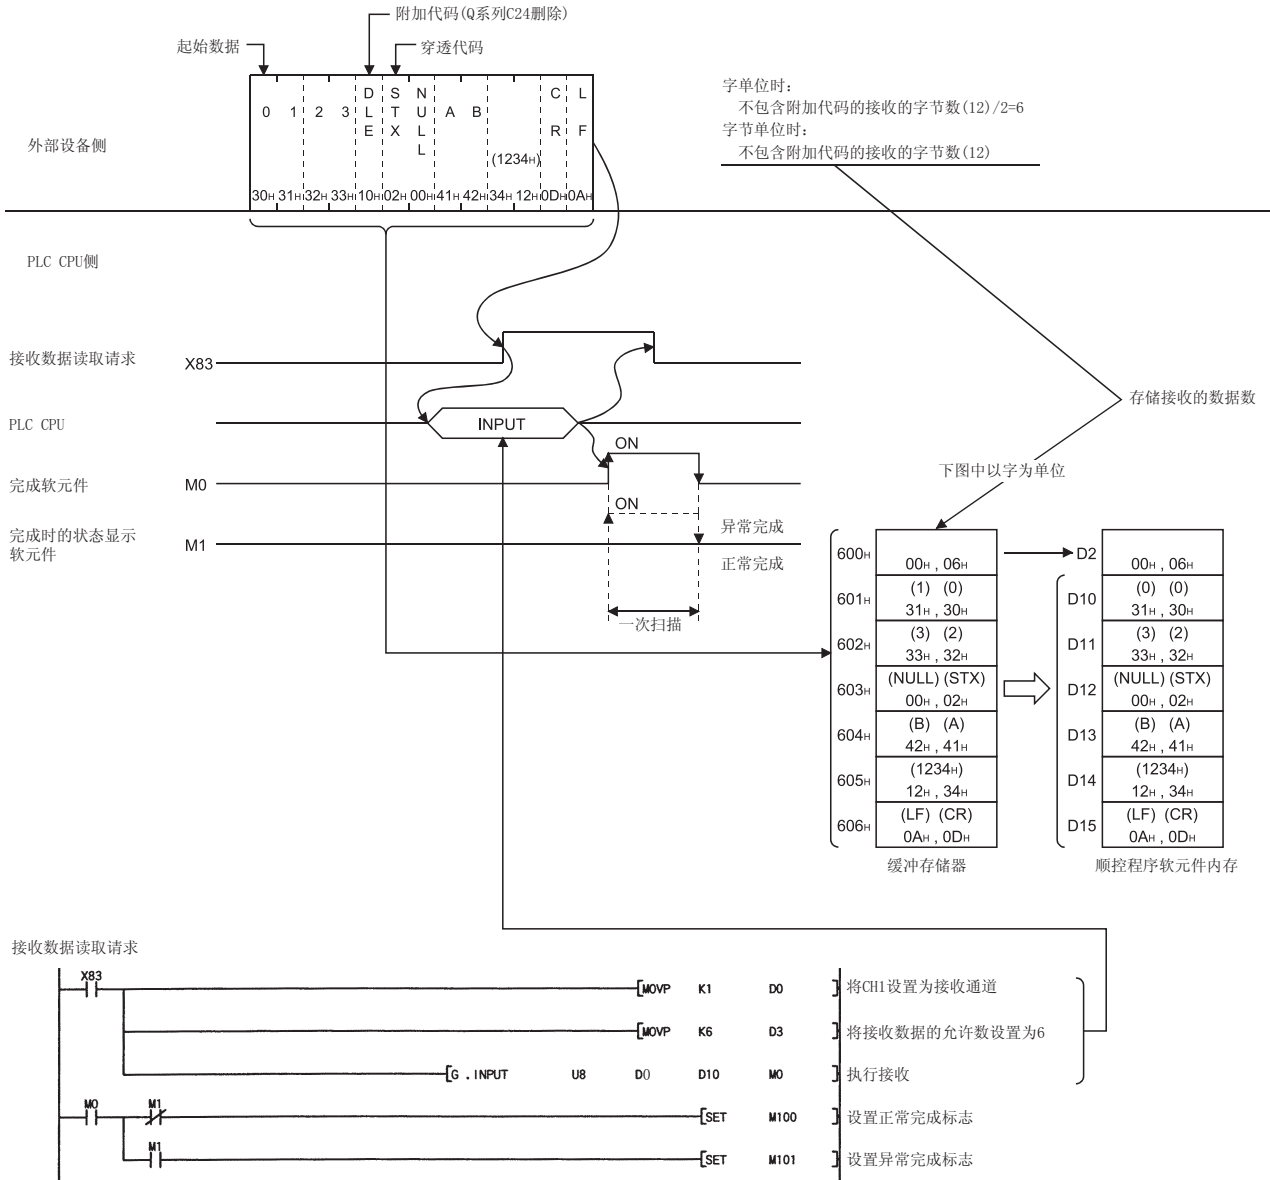 附加代码(Q系列C24删除)
起始数据
穿透代码
外部设备侧
0 1 2 3 DLE STX NULL A B (1234H) CR LF
30H 31H 32H 33H 10H 02H 00H 41H 42H 34H 12H 0DH 0AH
字单位时：
不包含附加代码的接收的字节数(12)/2=6
字节单位时：
不包含附加代码的接收的字节数(12)
PLC CPU侧
接收数据读取请求 X83
PLC CPU
INPUT
存储接收的数据数
ON
完成软元件 M0
下图中以字为单位
ON
完成时的状态显示
软元件
M1
异常完成
正常完成
一次扫描
600H 00H , 06H D2 00H , 06H
601H (1) (0) D10 (0) (0)
31H , 30H 31H , 30H
602H (3) (2) D11 (3) (2)
33H , 32H 33H , 32H
603H (NULL) (STX) D12 (NULL) (STX)
00H , 02H 00H , 02H
604H (B) (A) D13 (B) (A)
42H , 41H 42H , 41H
605H (1234H) D14 (1234H)
12H , 34H 12H , 34H
606H (LF) (CR) D15 (LF) (CR)
0AH , 0DH 0AH , 0DH
缓冲存储器 顺控程序软元件内存
接收数据读取请求
X83
[MOVP K1 D0 ] 将CH1设置为接收通道
[MOVP K6 D3 ] 将接收数据的允许数设置为6
[G .INPUT U8 D0 D10 M0 ] 执行接收
M0 M1
[SET M100 ] 设置正常完成标志
M1
[SET M101 ] 设置异常完成标志